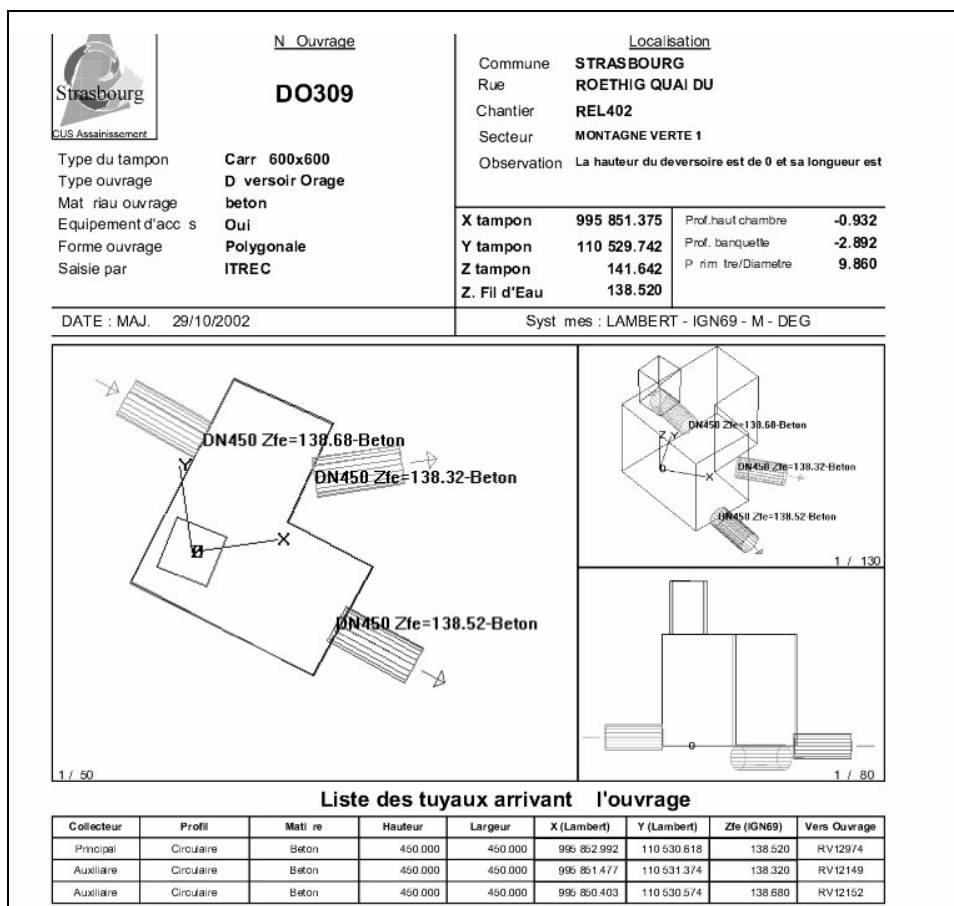 Strasbourg
CUS Assainissement
N Ouvrage
DO309
Type du tampon Carr 600x600
Type ouvrage D versoir Orage
Mat riau ouvrage beton
Equipement d'acc s Oui
Forme ouvrage Polygonale
Saisie par ITREC
Localisation
Commune STRASBOURG
Rue ROETHIG QUAI DU
Chantier REL402
Secteur MONTAGNE VERTE 1
Observation La hauteur du deversoire est de 0 et sa longueur est
X tampon 995 851.375
Y tampon 110 529.742
Z tampon 141.642
Z. Fil d'Eau 138.520
Prof.haut chambre -0.932
Prof. banquette -2.892
P rim tre/Diametre 9.860
DATE : MAJ. 29/10/2002
Syst mes : LAMBERT - IGN69 - M - DEG
DN450 Zfe=138.68-Beton
Y
DN450 Zfe=138.32-Beton
X
DN450 Zfe=138.52-Beton
1 / 50
DN450 Zfe=138.68-Beton
Z Y
DN450 Zfe=138.32-Beton
0 X
DN450 Zfe=138.52-Beton
1 / 130
0
1 / 80
Liste des tuyaux arrivant l'ouvrage
Collecteur Profil Mati re Hauteur Largeur X (Lambert) Y (Lambert) Zfe (IGN69) Vers Ouvrage
Principal Circulaire Beton 450.000 450.000 995 852.992 110 530.618 138.520 RV12974
Auxiliaire Circulaire Beton 450.000 450.000 995 851.477 110 531.374 138.320 RV12149
Auxiliaire Circulaire Beton 450.000 450.000 995 850.403 110 530.574 138.680 RV12152